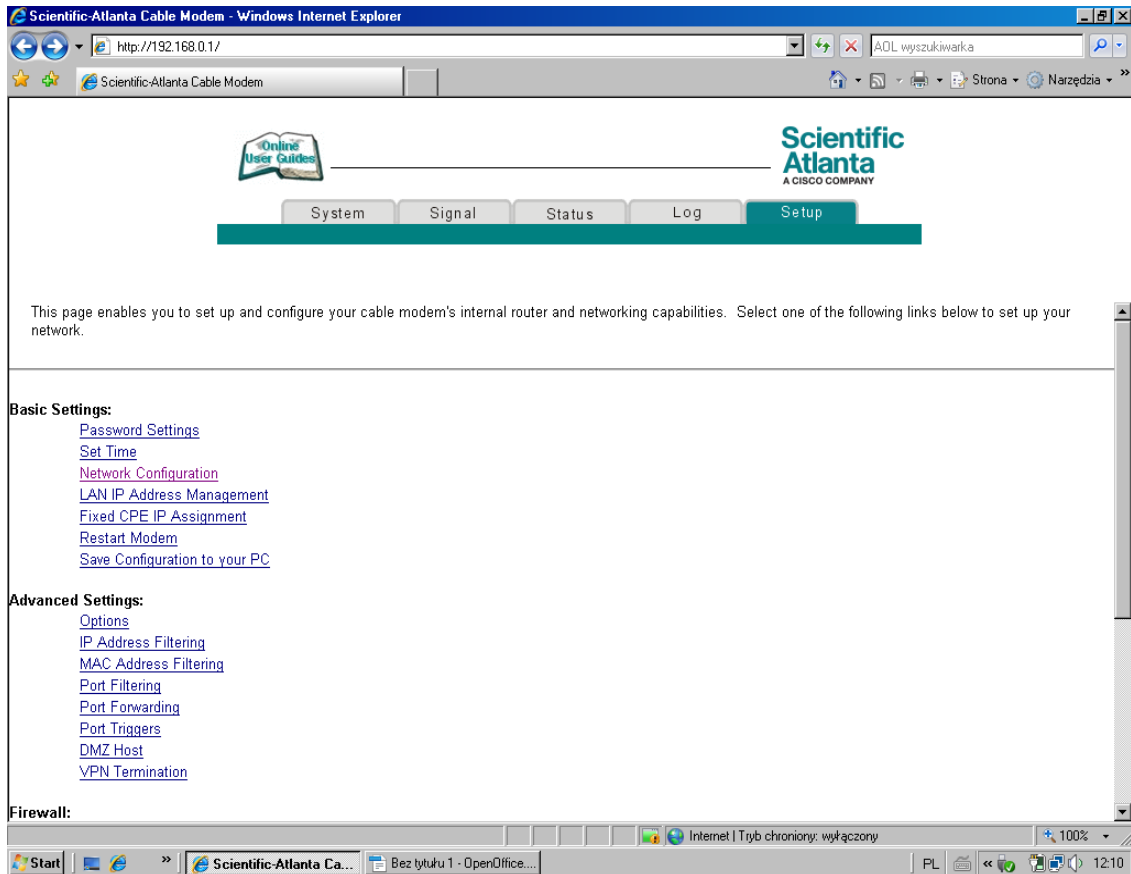 Scientific-Atlanta Cable Modem - Windows Internet Explorer
http://192.168.0.1/
AOL wyszukiwarka
Scientific-Atlanta Cable Modem
Strona
Narzędzia
»
Online
User Guides
Scientific
Atlanta
A CISCO COMPANY
System Signal Status Log Setup
This page enables you to set up and configure your cable modem's internal router and networking capabilities. Select one of the following links below to set up your
network.
Basic Settings:
Password Settings
Set Time
Network Configuration
LAN IP Address Management
Fixed CPE IP Assignment
Restart Modem
Save Configuration to your PC
Advanced Settings:
Options
IP Address Filtering
MAC Address Filtering
Port Filtering
Port Forwarding
Port Triggers
DMZ Host
VPN Termination
Firewall:
Internet | Tryb chroniony: wyłączony
100%
Start » Scientific-Atlanta Ca... Bez tytułu 1 - OpenOffice.... PL « 12:10